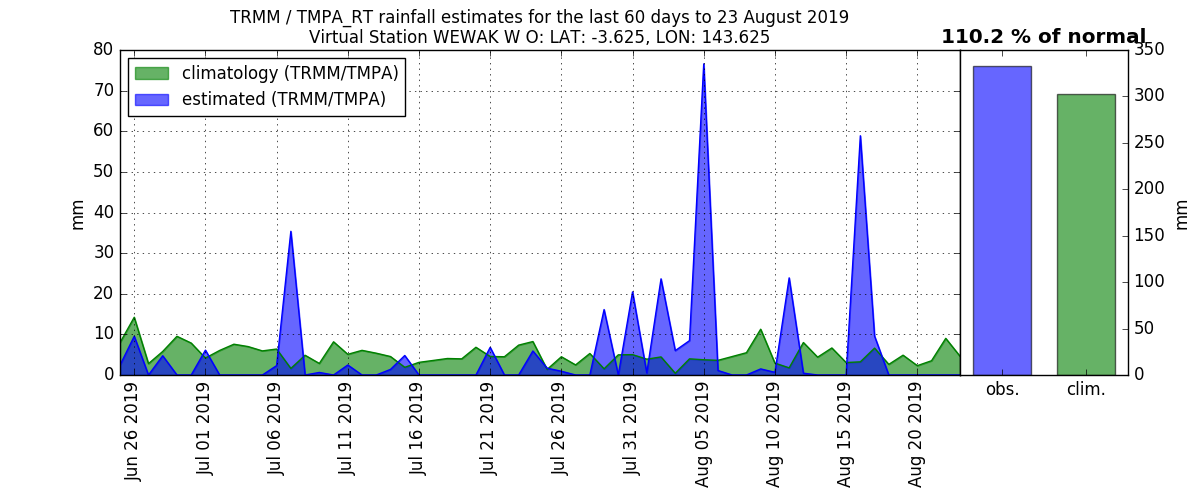 TRMM / TMPA_RT rainfall estimates for the last 60 days to 23 August 2019
Virtual Station WEWAK W O: LAT: -3.625, LON: 143.625
110.2 % of normal
climatology (TRMM/TMPA)
estimated (TRMM/TMPA)
80
70
60
50
40
30
20
10
0
mm
350
300
250
200
150
100
50
0
mm
Jun 26 2019
Jul 01 2019
Jul 06 2019
Jul 11 2019
Jul 16 2019
Jul 21 2019
Jul 26 2019
Jul 31 2019
Aug 05 2019
Aug 10 2019
Aug 15 2019
Aug 20 2019
obs.
clim.